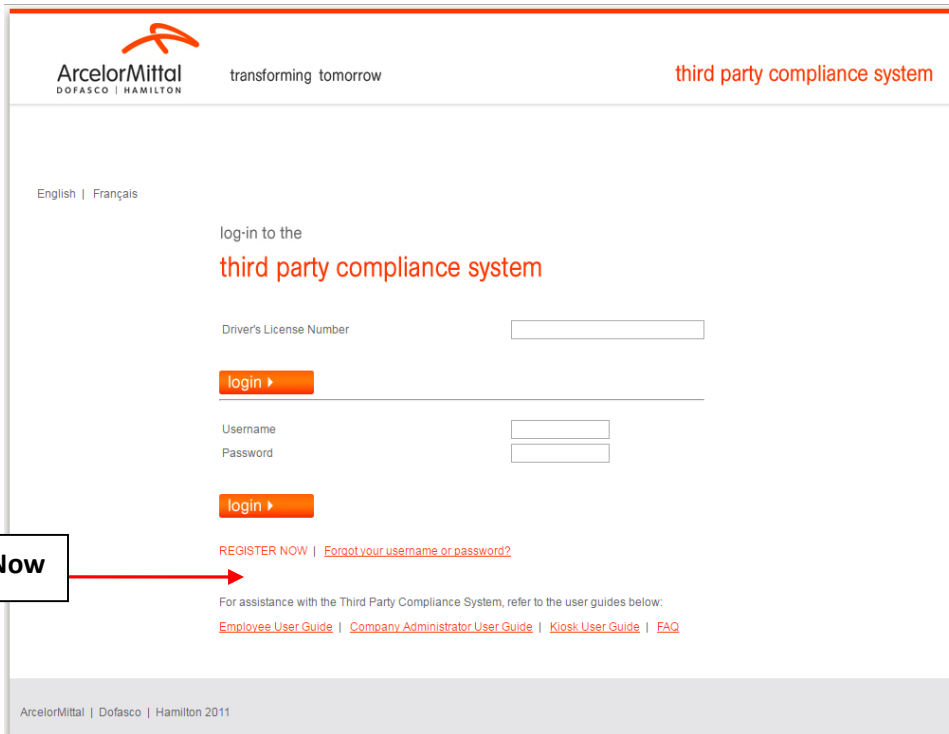 ArcelorMittal
DOFASCO | HAMILTON
transforming tomorrow
third party compliance system
English | Français
log-in to the
third party compliance system
Driver's License Number
login
Username
Password
login
REGISTER NOW | Forgot your username or password?
For assistance with the Third Party Compliance System, refer to the user guides below:
Employee User Guide | Company Administrator User Guide | Kiosk User Guide | FAQ
ArcelorMittal | Dofasco | Hamilton 2011